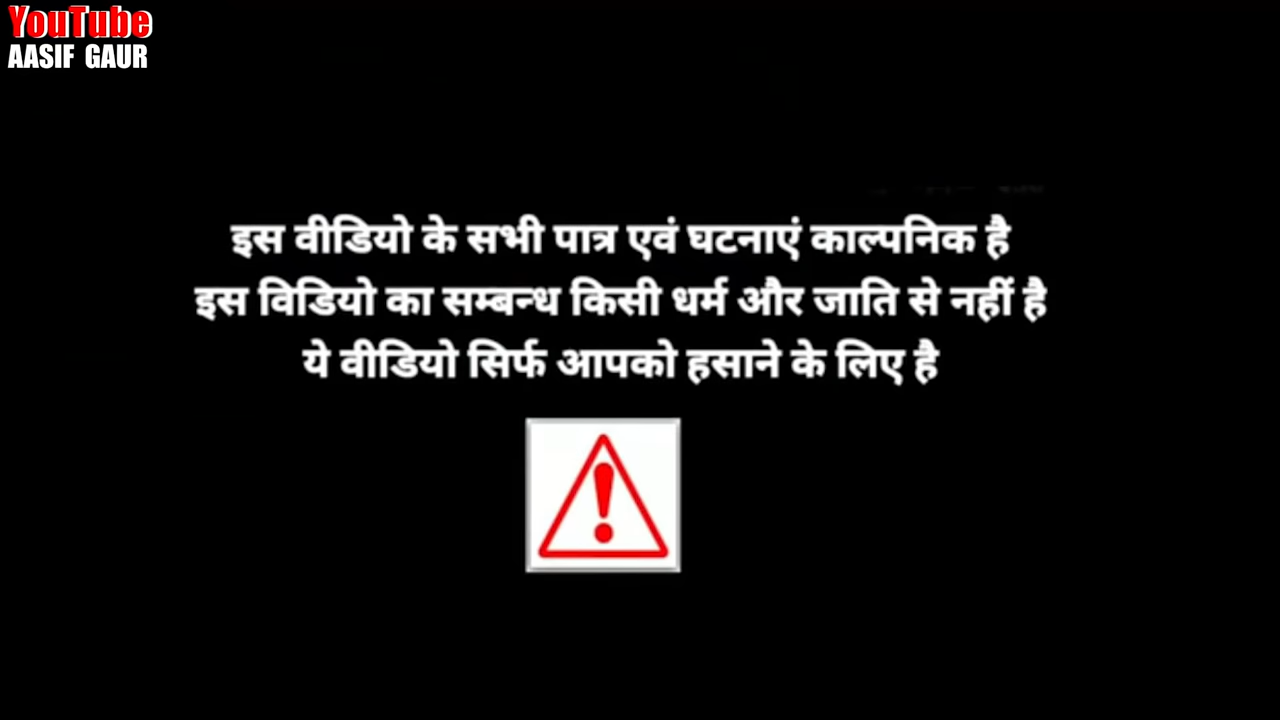 YouTube
AASIF GAUR
इस वीडियो के सभी पात्र एवं घटनाएं काल्पनिक है
इस विडियो का सम्बन्ध किसी धर्म और जाति से नहीं है
ये वीडियो सिर्फ आपको हसाने के लिए है